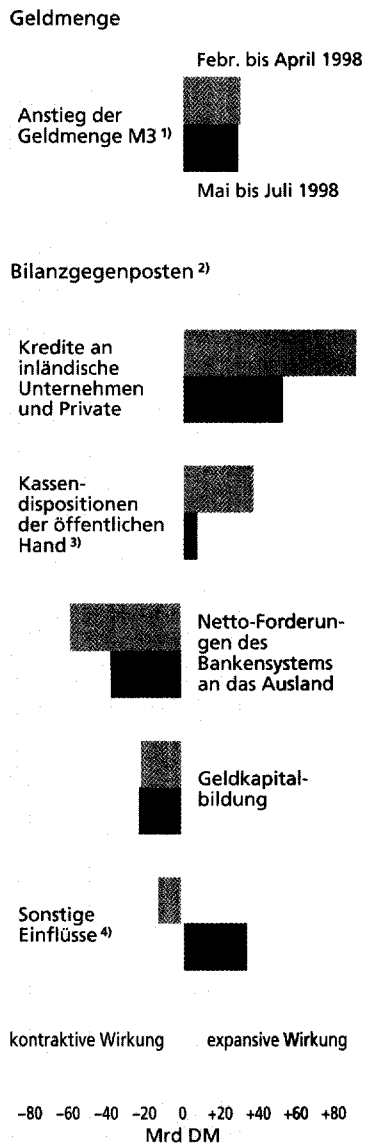 Geldmenge
Febr. bis April 1998
Anstieg der
Geldmenge M3 1)
Mai bis Juli 1998
Bilanzgegenposten 2)
Kredite an
inländische
Unternehmen
und Private
Kassen-
dispositionen
der öffentlichen
Hand 3)
Netto-Forderun-
gen des
Bankensystems
an das Ausland
Geldkapital-
bildung
Sonstige
Einflüsse 4)
kontraktive Wirkung expansive Wirkung
−80 −60 −40 −20 0 +20 +40 +60 +80
Mrd DM